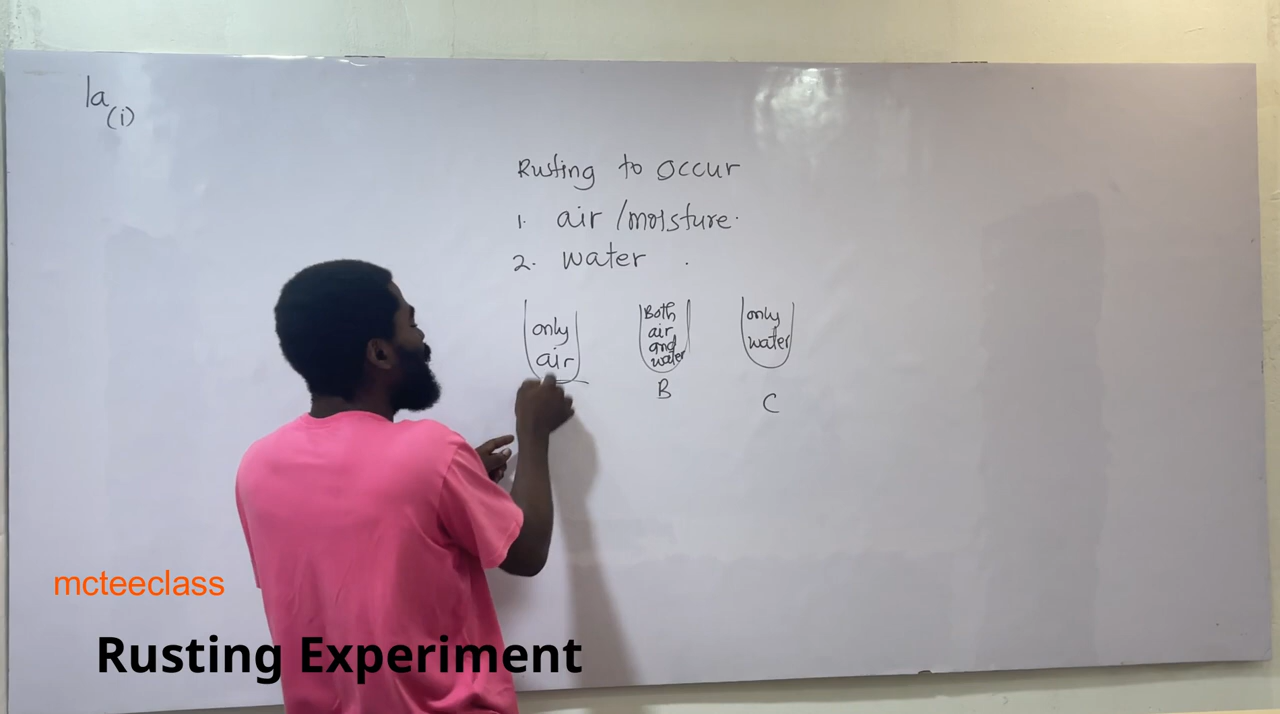 1a
(i)
Rusting to occur
1. air /moisture.
2. water .
only
air
Both
air
and
water
B
only
water
C
mcteeclass
Rusting Experiment